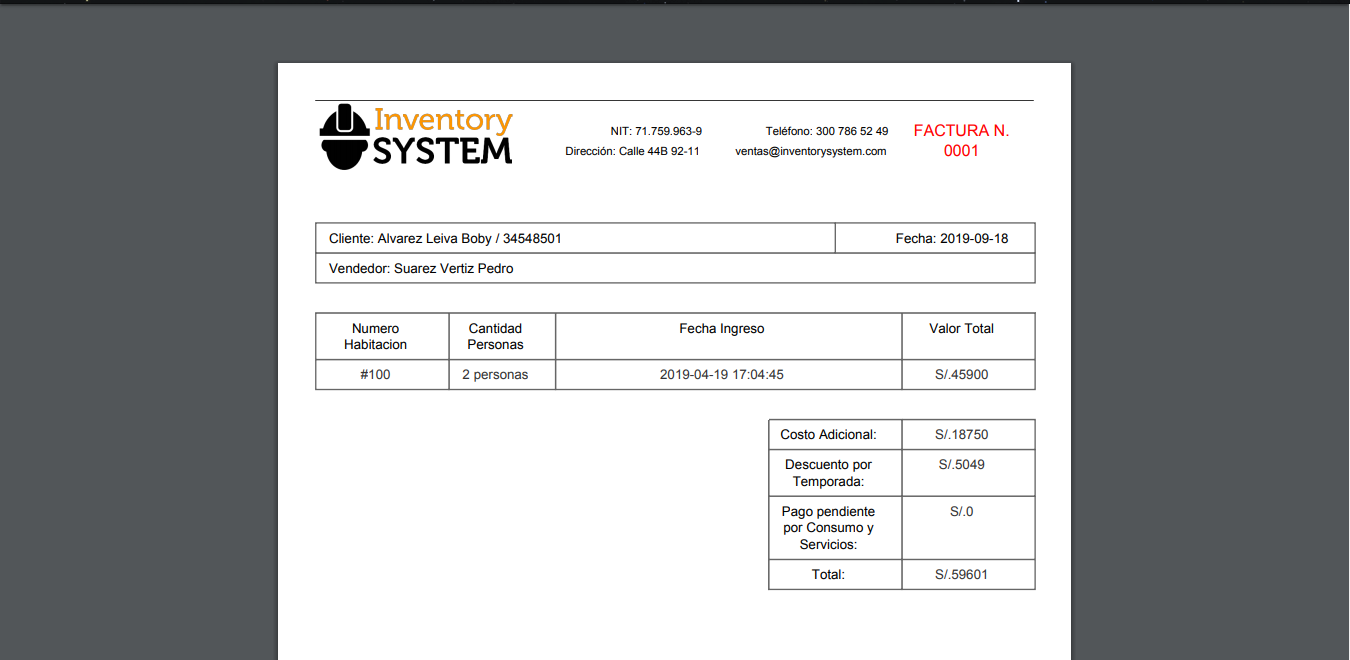 Inventory
SYSTEM
NIT: 71.759.963-9
Dirección: Calle 44B 92-11
Teléfono: 300 786 52 49
ventas@inventorysystem.com
FACTURA N.
0001
Cliente: Alvarez Leiva Boby / 34548501
Fecha: 2019-09-18
Vendedor: Suarez Vertiz Pedro
Numero
Habitacion
Cantidad
Personas
Fecha Ingreso
Valor Total
#100
2 personas
2019-04-19 17:04:45
S/.45900
Costo Adicional:
S/.18750
Descuento por
Temporada:
S/.5049
Pago pendiente
por Consumo y
Servicios:
S/.0
Total:
S/.59601